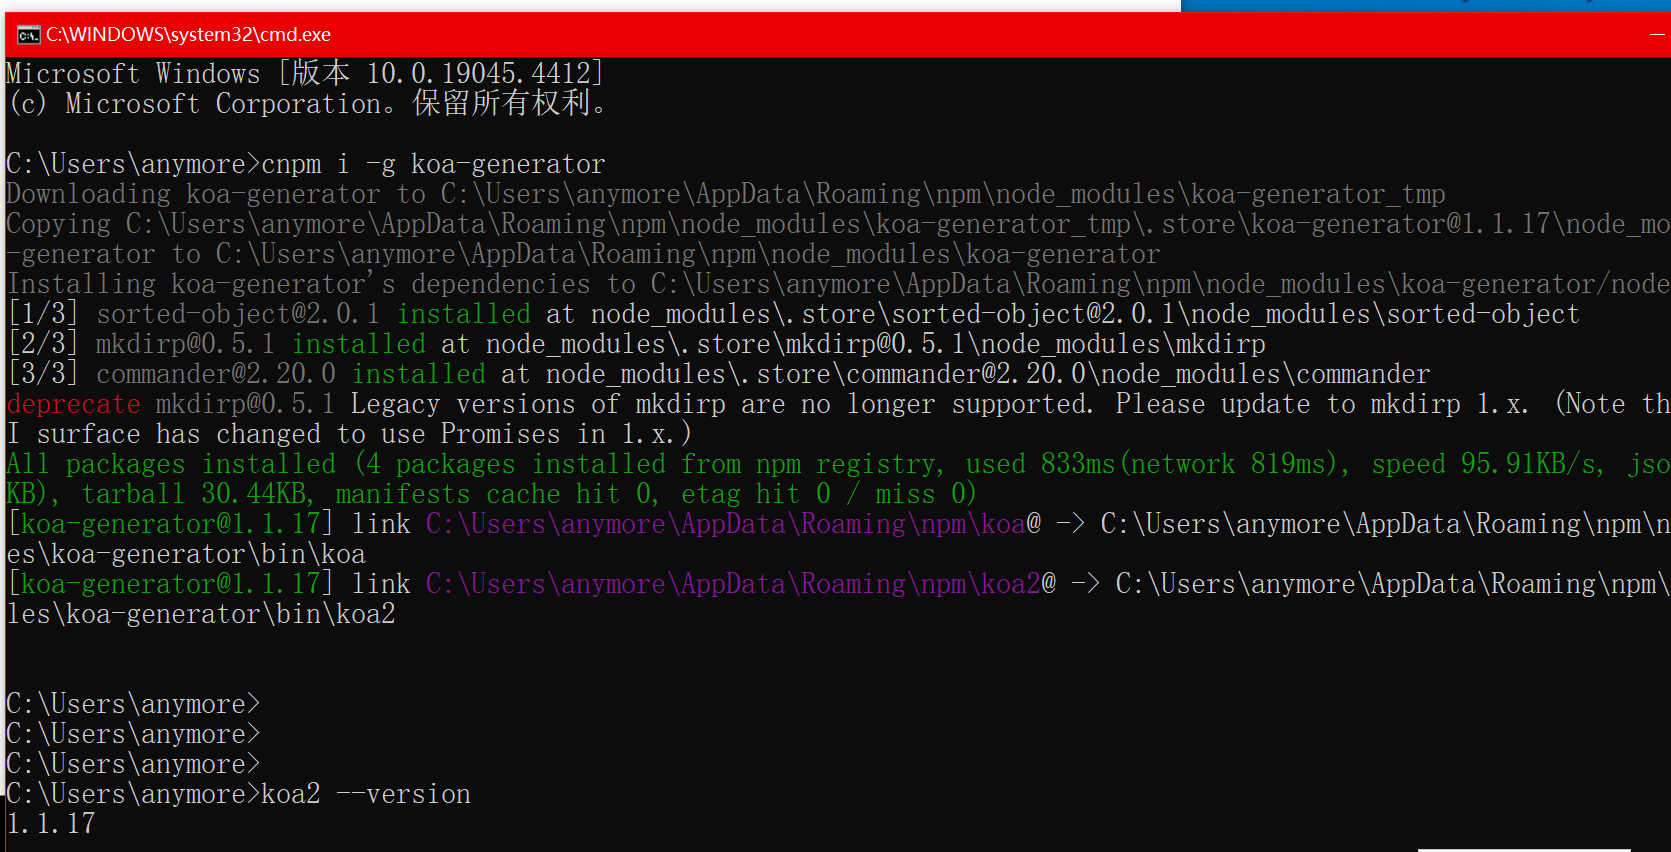 C:\WINDOWS\system32\cmd.exe
Microsoft Windows [版本 10.0.19045.4412]
(c) Microsoft Corporation。保留所有权利。
C:\Users\anymore>cnpm i -g koa-generator
Downloading koa-generator to C:\Users\anymore\AppData\Roaming\npm\node_modules\koa-generator_tmp
Copying C:\Users\anymore\AppData\Roaming\npm\node_modules\koa-generator_tmp\.store\koa-generator@1.1.17\node_mo
-generator to C:\Users\anymore\AppData\Roaming\npm\node_modules\koa-generator
Installing koa-generator's dependencies to C:\Users\anymore\AppData\Roaming\npm\node_modules\koa-generator/node
[1/3] sorted-object@2.0.1 installed at node_modules\.store\sorted-object@2.0.1\node_modules\sorted-object
[2/3] mkdirp@0.5.1 installed at node_modules\.store\mkdirp@0.5.1\node_modules\mkdirp
[3/3] commander@2.20.0 installed at node_modules\.store\commander@2.20.0\node_modules\commander
deprecate mkdirp@0.5.1 Legacy versions of mkdirp are no longer supported. Please update to mkdirp 1.x. (Note th
I surface has changed to use Promises in 1.x.)
All packages installed (4 packages installed from npm registry, used 833ms(network 819ms), speed 95.91KB/s, jso
KB), tarball 30.44KB, manifests cache hit 0, etag hit 0 / miss 0)
[koa-generator@1.1.17] link C:\Users\anymore\AppData\Roaming\npm\koa@ -> C:\Users\anymore\AppData\Roaming\npm\n
es\koa-generator\bin\koa
[koa-generator@1.1.17] link C:\Users\anymore\AppData\Roaming\npm\koa2@ -> C:\Users\anymore\AppData\Roaming\npm\
les\koa-generator\bin\koa2
C:\Users\anymore>
C:\Users\anymore>
C:\Users\anymore>
C:\Users\anymore>koa2 --version
1.1.17